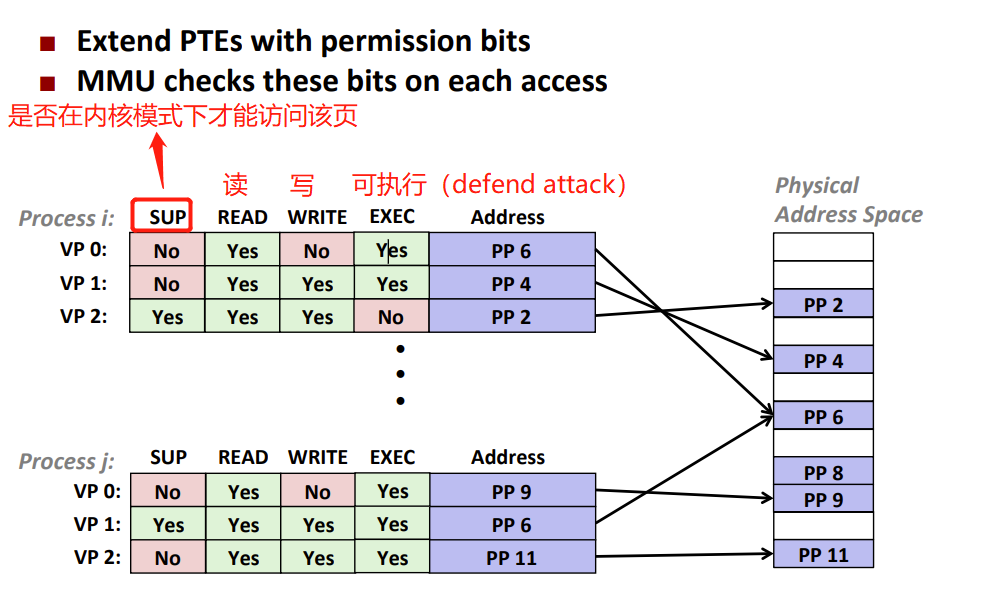 ■ Extend PTEs with permission bits
■ MMU checks these bits on each access
是否在内核模式下才能访问该页
读 写 可执行（defend attack）
Physical
Address Space
Process i: SUP READ WRITE EXEC Address
VP 0: No Yes No Yes PP 6
VP 1: No Yes Yes Yes PP 4
VP 2: Yes Yes Yes No PP 2
•
•
•
Process j: SUP READ WRITE EXEC Address
VP 0: No Yes No Yes PP 9
VP 1: Yes Yes Yes Yes PP 6
VP 2: No Yes Yes Yes PP 11
PP 2
PP 4
PP 6
PP 8
PP 9
PP 11